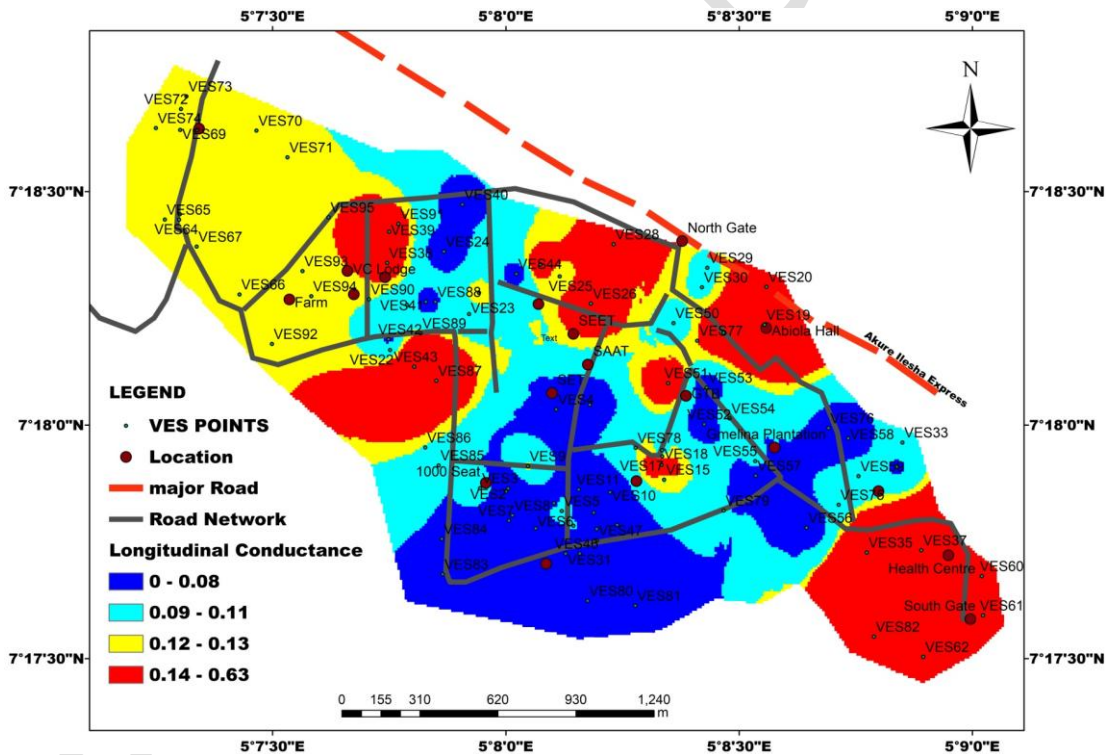 5°7'30"E 5°8'0"E 5°8'30"E 5°9'0"E
N
VES73
VES72
VES74
VES69
VES70
VES71
7°18'30"N
7°18'30"N
VES40
VES95
VES9
VES39
VES65
VES64
VES67
VES24
VES28
North Gate
VES38
VES29
VES93
VC Lodge
VES44
VES20
VES66
VES94
VES90
VES25
VES30
Farm
VES26
VES23
VES50
VES19
Abiola Hall
VES42
VES89
SEET
VES77
VES92
Text
Akure Ilesha Express
VES22
VES43
SAAT
VES87
VES51
VES53
LEGEND
VES4
VES52
VES54
VES POINTS
7°18'0"N
7°18'0"N
Gmelina Plantation
VES76
VES58
VES33
Location
VES86
VES78
VES85
VES18
VES55
major Road
1000 Seat
VES17
VES15
VES57
Road Network
VES2
VES11
VES10
VES5
VES79
VES56
Longitudinal Conductance
VES84
VES47
0 - 0.08
VES83
VES31
VES35
VES37
Health Centre
VES60
0.09 - 0.11
VES80
VES81
South Gate
VES61
0.12 - 0.13
VES82
VES62
0.14 - 0.63
7°17'30"N
7°17'30"N
0 155 310 620 930 1,240
m
5°7'30"E 5°8'0"E 5°8'30"E 5°9'0"E